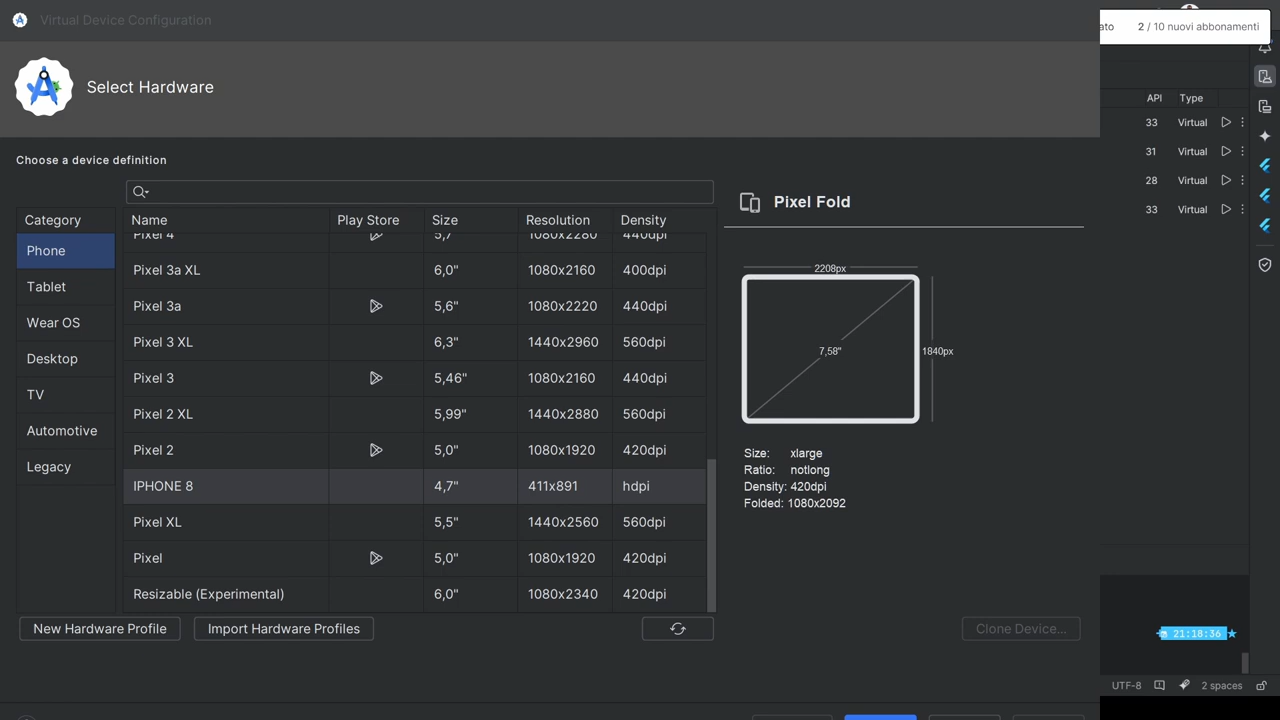 Virtual Device Configuration
ato 2 / 10 nuovi abbonamenti
Select Hardware
API Type
33 Virtual
31 Virtual
28 Virtual
33 Virtual
Choose a device definition
Pixel Fold
Category Name Play Store Size Resolution Density
Phone
Tablet
Wear OS
Desktop
TV
Automotive
Legacy
Pixel 4 5,7" 1080x2280 440dpi
Pixel 3a XL 6,0" 1080x2160 400dpi
Pixel 3a 5,6" 1080x2220 440dpi
Pixel 3 XL 6,3" 1440x2960 560dpi
Pixel 3 5,46" 1080x2160 440dpi
Pixel 2 XL 5,99" 1440x2880 560dpi
Pixel 2 5,0" 1080x1920 420dpi
IPHONE 8 4,7" 411x891 hdpi
Pixel XL 5,5" 1440x2560 560dpi
Pixel 5,0" 1080x1920 420dpi
Resizable (Experimental) 6,0" 1080x2340 420dpi
2208px
7,58"
1840px
Size: xlarge
Ratio: notlong
Density: 420dpi
Folded: 1080x2092
New Hardware Profile Import Hardware Profiles Clone Device...
21:18:36
UTF-8 2 spaces